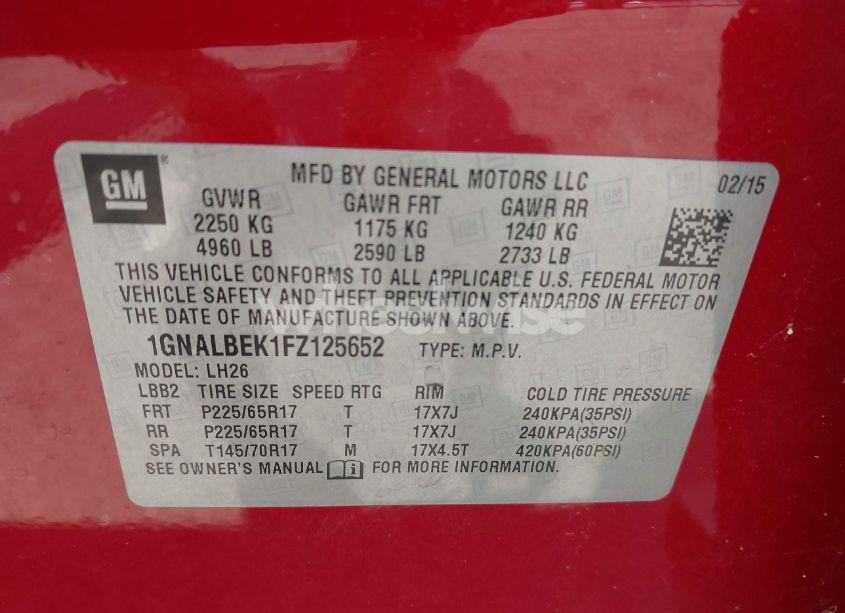 GM
MFD BY GENERAL MOTORS LLC 02/15
GVWR GAWR FRT GAWR RR
2250 KG 1175 KG 1240 KG
4960 LB 2590 LB 2733 LB
THIS VEHICLE CONFORMS TO ALL APPLICABLE U.S. FEDERAL MOTOR
VEHICLE SAFETY AND THEFT PREVENTION STANDARDS IN EFFECT ON
THE DATE OF MANUFACTURE SHOWN ABOVE.
1GNALBEK1FZ125652 TYPE: M.P.V.
MODEL: LH26
LBB2 TIRE SIZE SPEED RTG RIM COLD TIRE PRESSURE
FRT P225/65R17 T 17X7J 240KPA(35PSI)
RR P225/65R17 T 17X7J 240KPA(35PSI)
SPA T145/70R17 M 17X4.5T 420KPA(60PSI)
SEE OWNER'S MANUAL FOR MORE INFORMATION.